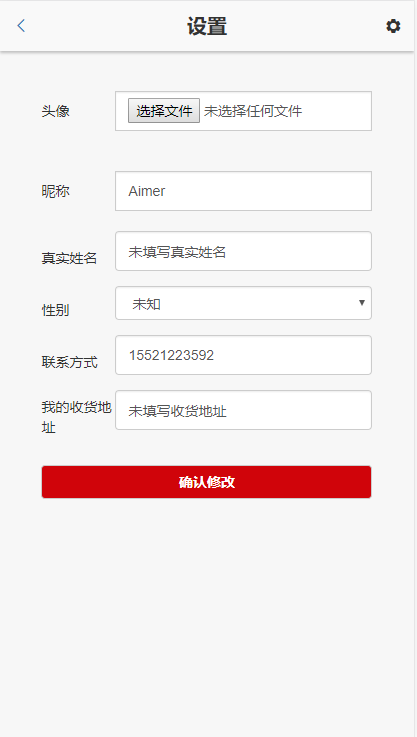 设置
头像 选择文件 未选择任何文件
昵称 Aimer
真实姓名 未填写真实姓名
性别 未知
联系方式 15521223592
我的收货地
址 未填写收货地址
确认修改